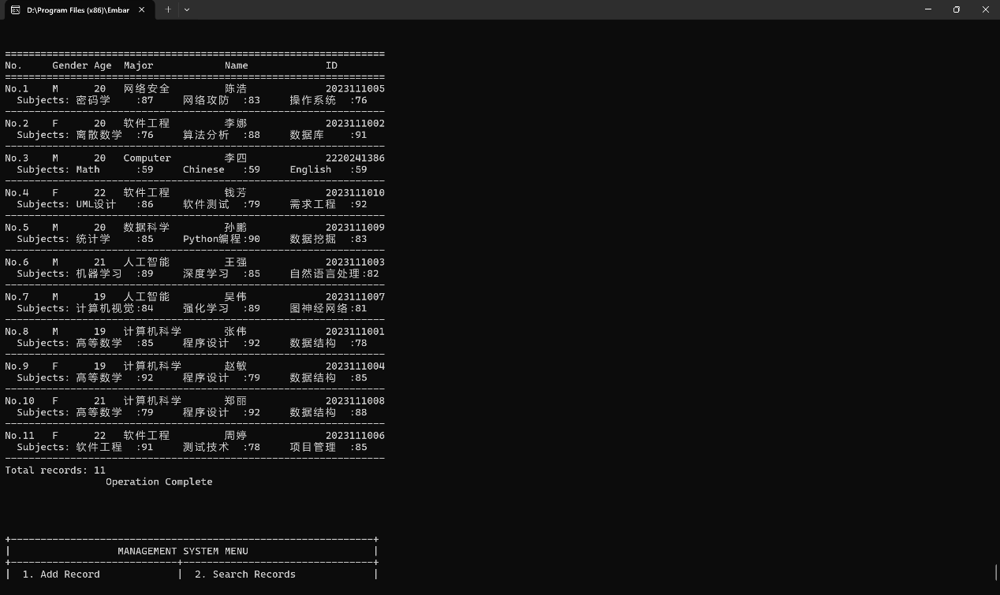 D:\Program Files (x86)\Embar
No. Gender Age Major Name ID
No.1 M 20 网络安全 陈浩 2023111005
Subjects: 密码学 :87 网络攻防 :83 操作系统 :76
No.2 F 20 软件工程 李娜 2023111002
Subjects: 离散数学 :76 算法分析 :88 数据库 :91
No.3 M 20 Computer 李四 2220241386
Subjects: Math :59 Chinese :59 English :59
No.4 F 22 软件工程 钱芳 2023111010
Subjects: UML设计 :86 软件测试 :79 需求工程 :92
No.5 M 20 数据科学 孙鹏 2023111009
Subjects: 统计学 :85 Python编程:90 数据挖掘 :83
No.6 M 21 人工智能 王强 2023111003
Subjects: 机器学习 :89 深度学习 :85 自然语言处理:82
No.7 M 19 人工智能 吴伟 2023111007
Subjects: 计算机视觉:84 强化学习 :89 图神经网络:81
No.8 M 19 计算机科学 张伟 2023111001
Subjects: 高等数学 :85 程序设计 :92 数据结构 :78
No.9 F 19 计算机科学 赵敏 2023111004
Subjects: 高等数学 :92 程序设计 :79 数据结构 :85
No.10 F 21 计算机科学 郑丽 2023111008
Subjects: 高等数学 :79 程序设计 :92 数据结构 :88
No.11 F 22 软件工程 周婷 2023111006
Subjects: 软件工程 :91 测试技术 :78 项目管理 :85
Total records: 11
Operation Complete
MANAGEMENT SYSTEM MENU
1. Add Record | 2. Search Records